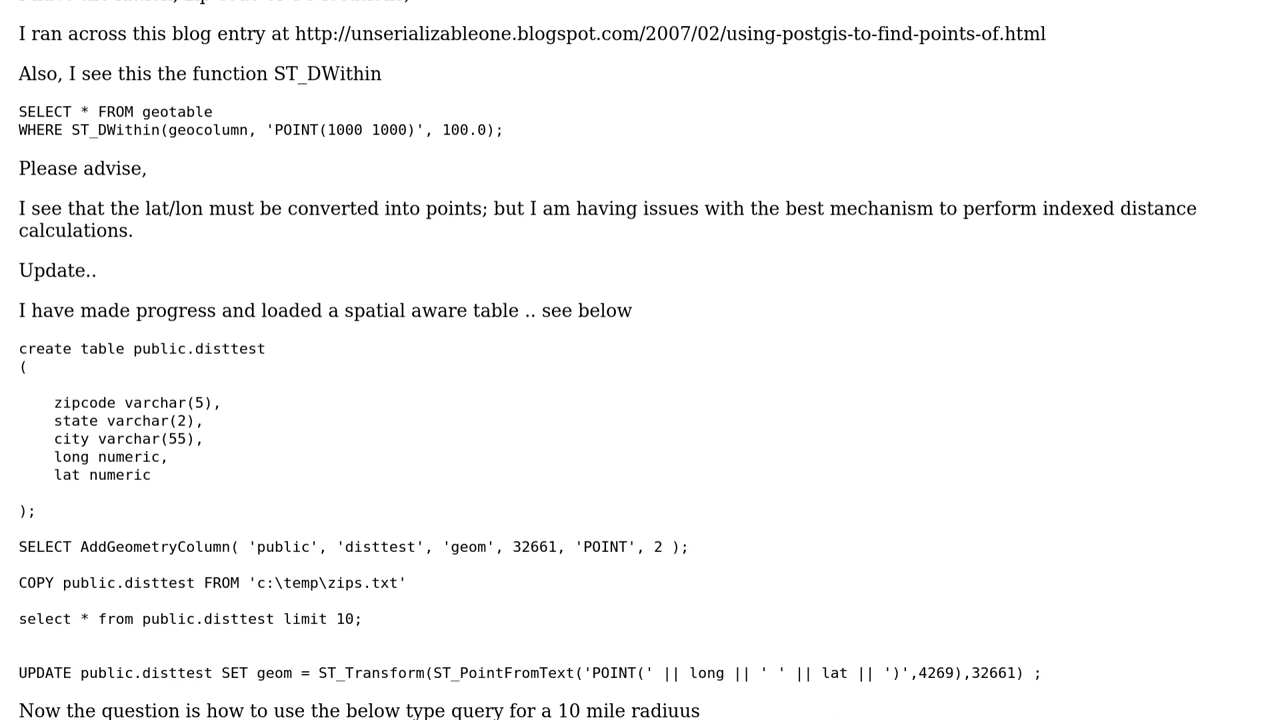 I ran across this blog entry at http://unserializableone.blogspot.com/2007/02/using-postgis-to-find-points-of.html
Also, I see this the function ST_DWithin
SELECT * FROM geotable
WHERE ST_DWithin(geocolumn, 'POINT(1000 1000)', 100.0);
Please advise,
I see that the lat/lon must be converted into points; but I am having issues with the best mechanism to perform indexed distance
calculations.
Update..
I have made progress and loaded a spatial aware table .. see below
create table public.disttest
(
    zipcode varchar(5),
    state varchar(2),
    city varchar(55),
    long numeric,
    lat numeric
);
SELECT AddGeometryColumn( 'public', 'disttest', 'geom', 32661, 'POINT', 2 );
COPY public.disttest FROM 'c:\temp\zips.txt'
select * from public.disttest limit 10;
UPDATE public.disttest SET geom = ST_Transform(ST_PointFromText('POINT(' || long || ' ' || lat || ')',4269),32661) ;
Now the question is how to use the below type query for a 10 mile radiuus